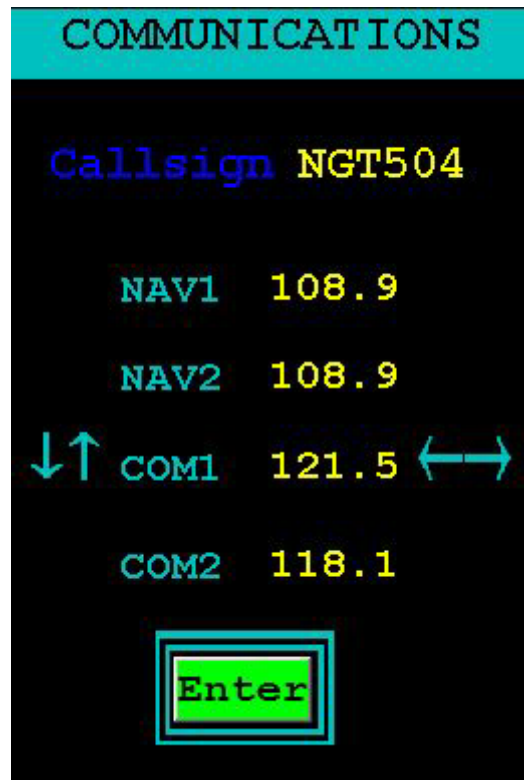 COMMUNICATIONS
Callsign NGT504
NAV1 108.9
NAV2 108.9
↓↑ COM1 121.5 ←→
COM2 118.1
Enter